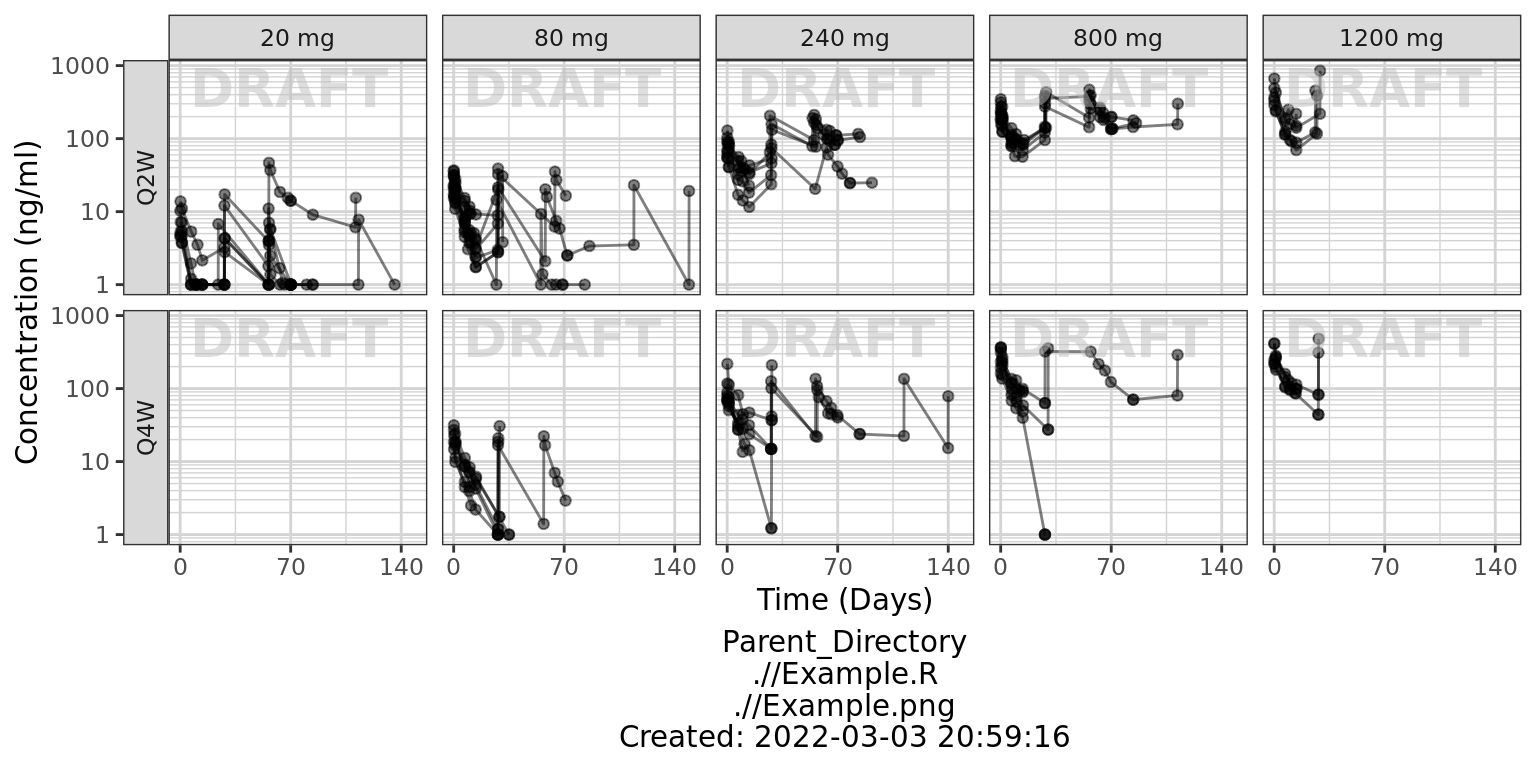 20 mg 80 mg 240 mg 800 mg 1200 mg
DRAFT DRAFT DRAFT DRAFT DRAFT
1000
100
10
1
Q2W
DRAFT DRAFT DRAFT DRAFT DRAFT
1000
100
10
1
Q4W
Concentration (ng/ml)
0 70 140 0 70 140 0 70 140 0 70 140 0 70 140
Time (Days)
Parent_Directory
.//Example.R
.//Example.png
Created: 2022-03-03 20:59:16